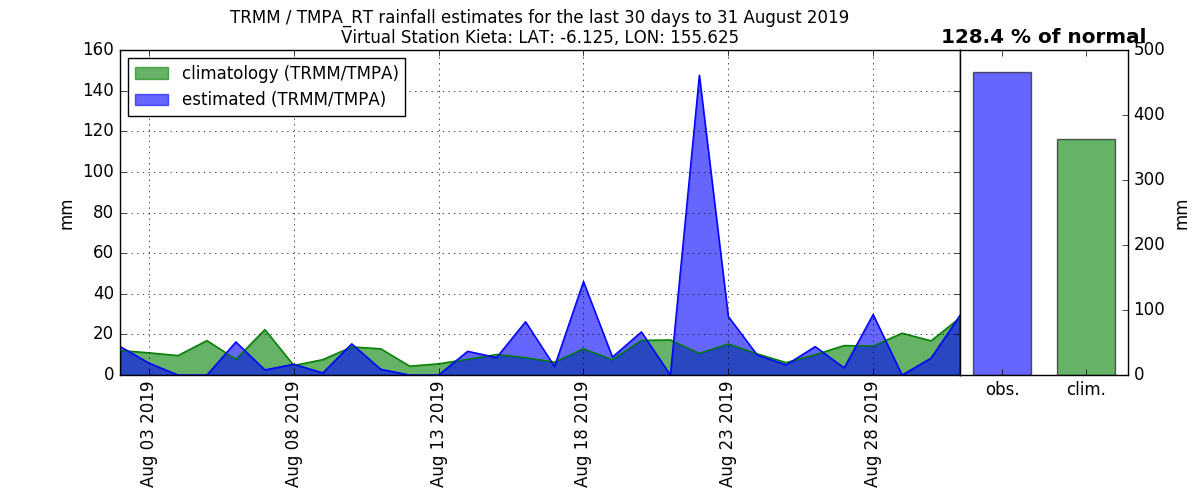 TRMM / TMPA_RT rainfall estimates for the last 30 days to 31 August 2019
Virtual Station Kieta: LAT: -6.125, LON: 155.625
128.4 % of normal
climatology (TRMM/TMPA)
estimated (TRMM/TMPA)
mm
160
140
120
100
80
60
40
20
0
Aug 03 2019
Aug 08 2019
Aug 13 2019
Aug 18 2019
Aug 23 2019
Aug 28 2019
500
400
300
200
100
0
mm
obs.
clim.